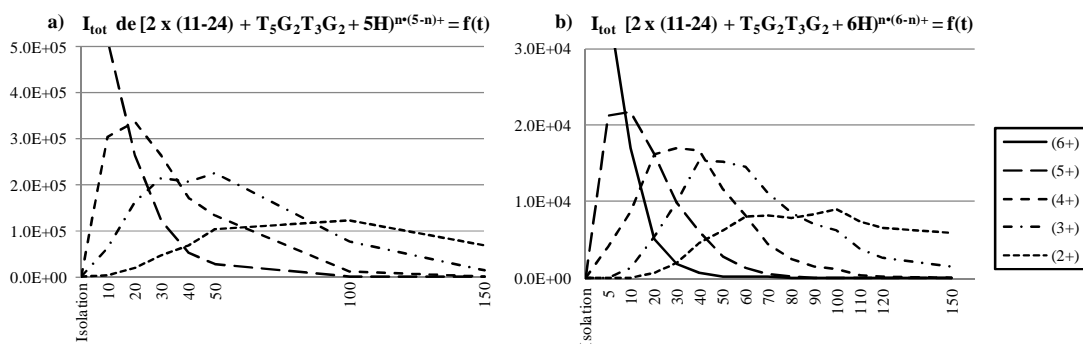 a) I_tot de [2 x (11-24) + T₅G₂T₃G₂ + 5H)ⁿ•⁽⁵⁻ⁿ⁾⁺ = f(t)
5.0E+05
4.0E+05
3.0E+05
2.0E+05
1.0E+05
0.0E+00
Isolation
10
20
30
40
50
100
150
b) I_tot [2 x (11-24) + T₅G₂T₃G₂ + 6H)ⁿ•⁽⁶⁻ⁿ⁾⁺ = f(t)
3.0E+04
2.0E+04
1.0E+04
0.0E+00
5
10
20
30
40
50
60
70
80
90
100
110
120
150
(6+)
(5+)
(4+)
(3+)
(2+)